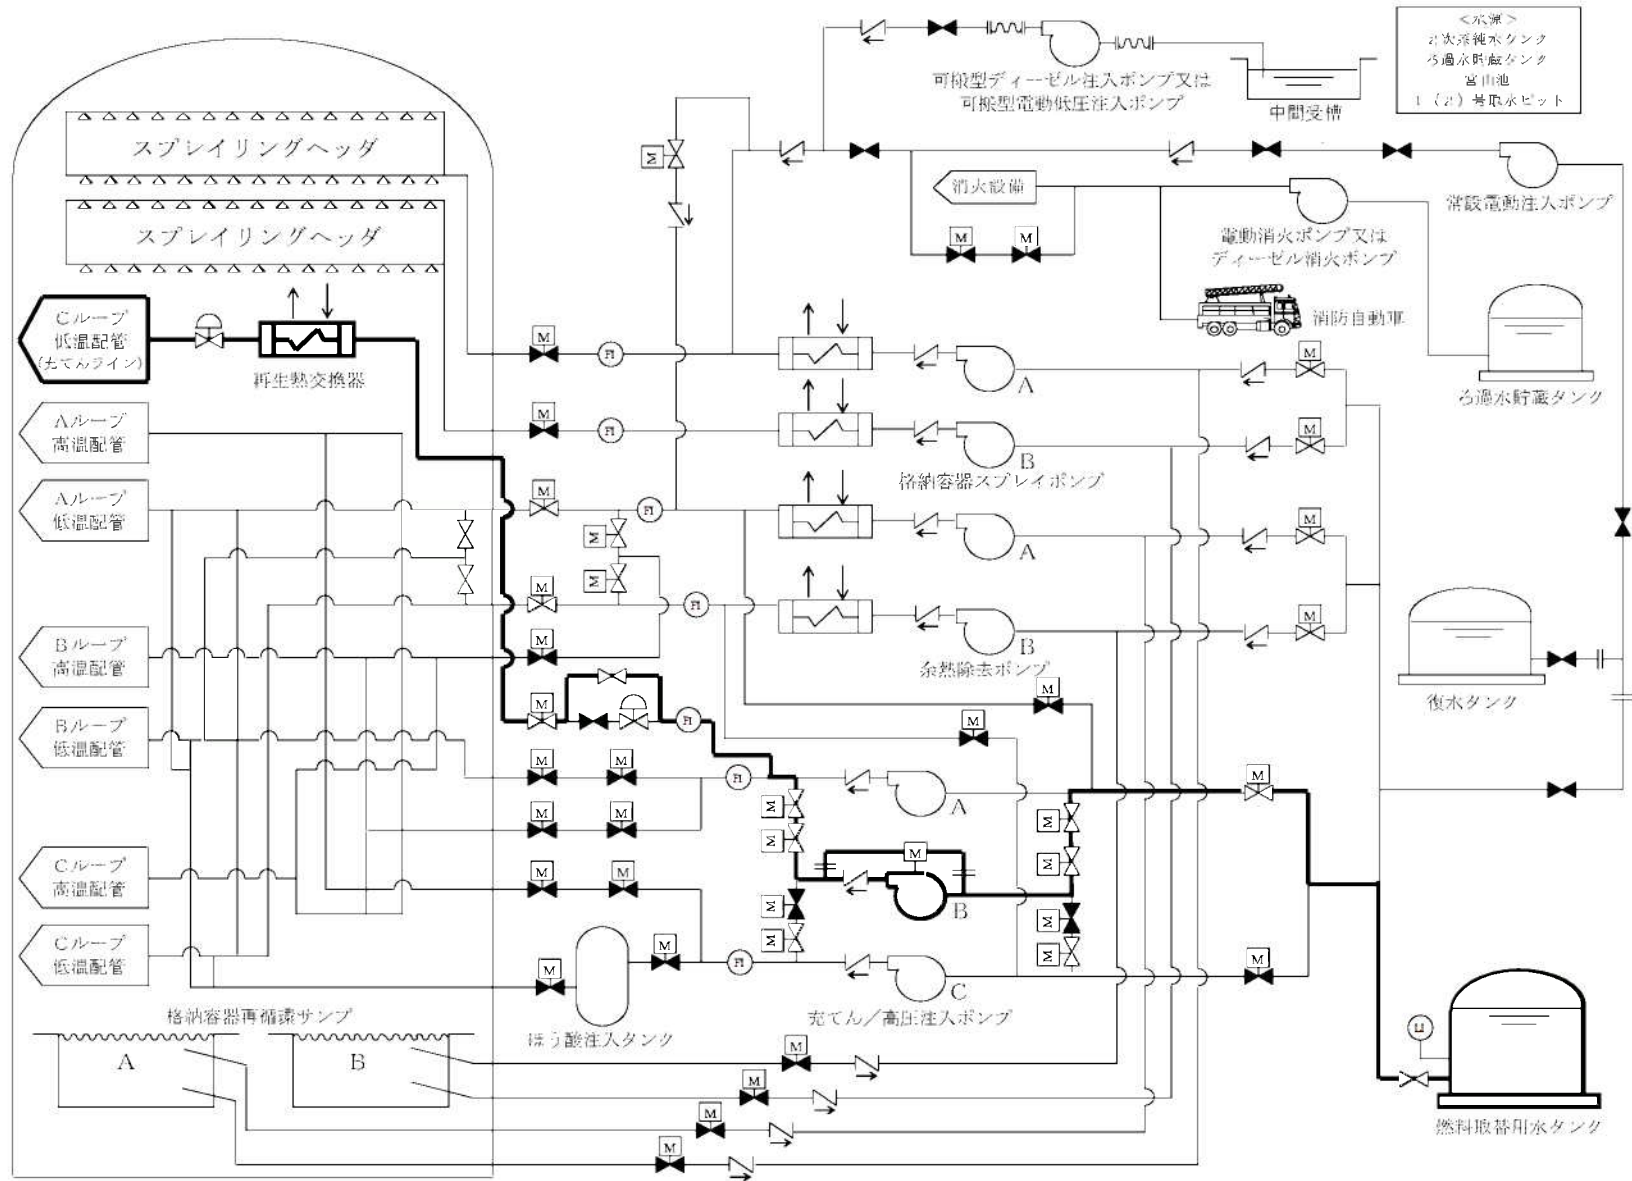 <水源>
2次系純水タンク
ろ過水貯蔵タンク
宮山池
1(2)号取水ピット
可搬型ディーゼル注入ポンプ又は
可搬型電動低圧注入ポンプ
中間受槽
スプレイリングヘッダ
スプレイリングヘッダ
M
消火設備
常設電動注入ポンプ
M
M
電動消火ポンプ又は
ディーゼル消火ポンプ
消防自動車
ろ過水貯蔵タンク
Cループ
低温配管
(充てんライン)
再生熱交換器
M
FI
A
M
Aループ
高温配管
M
FI
B
M
格納容器スプレイポンプ
Aループ
低温配管
M
FI
M
A
M
M
M
FI
B
M
余熱除去ポンプ
Bループ
高温配管
M
復水タンク
M
M
M
FI
Bループ
低温配管
M
M
FI
A
M
M
M
M
M
M
M
Cループ
高温配管
M
M
M
B
M
M
M
M
Cループ
低温配管
M
M
FI
C
M
充てん/高圧注入ポンプ
ほう酸注入タンク
LI
燃料取替用水タンク
格納容器再循環サンプ
A
B
M
M
M
M